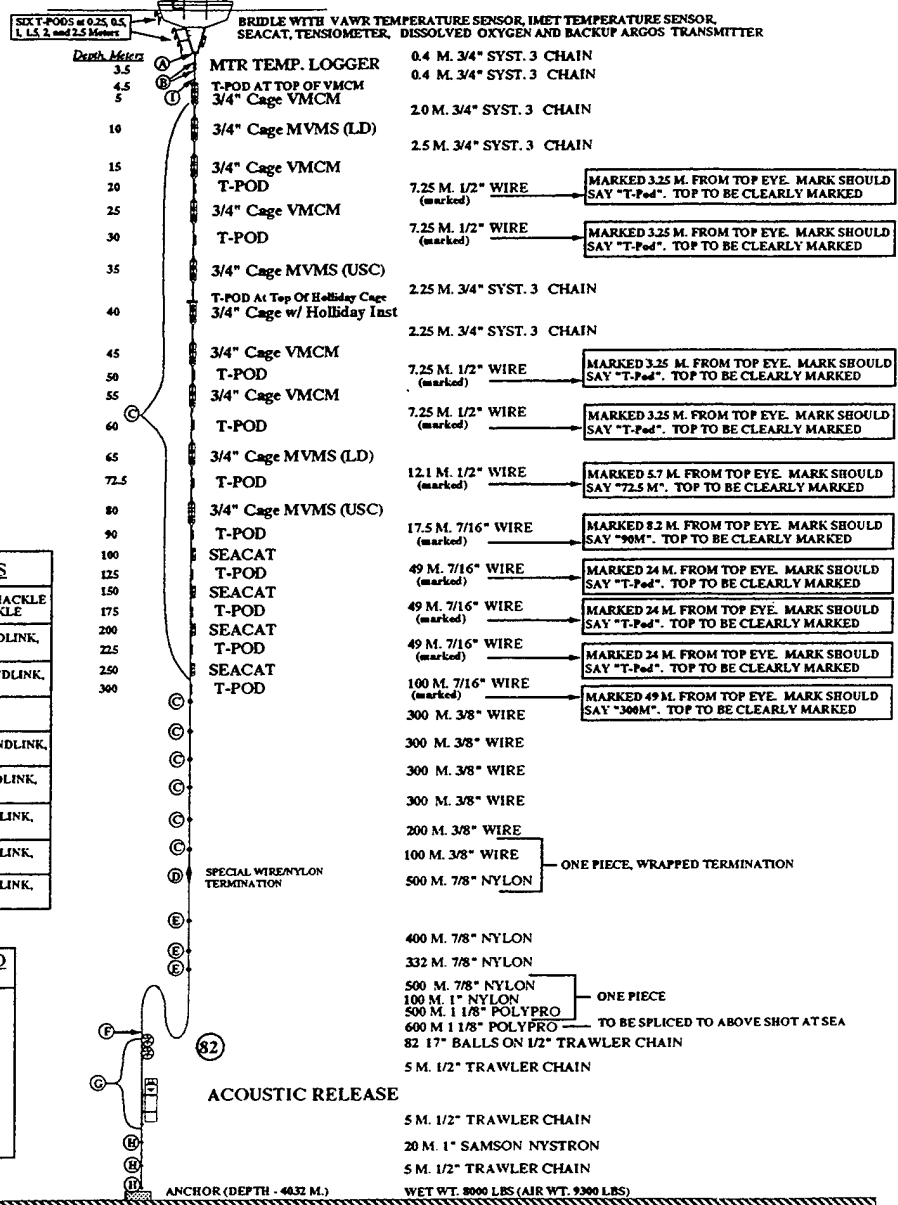 SIX T-PODS at 0.25, 0.5,
1, 1.5, 2, and 2.5 Meters
BRIDLE WITH VAWR TEMPERATURE SENSOR, IMET TEMPERATURE SENSOR,
SEACAT, TENSIOMETER, DISSOLVED OXYGEN AND BACKUP ARGOS TRANSMITTER
Depth Meters
A
0.4 M. 3/4" SYST. 3 CHAIN
3.5 B MTR TEMP. LOGGER 0.4 M. 3/4" SYST. 3 CHAIN
4.5 I T-POD AT TOP OF VMCM
5 3/4" Cage VMCM
2.0 M. 3/4" SYST. 3 CHAIN
10 3/4" Cage MVMS (LD)
2.5 M. 3/4" SYST. 3 CHAIN
15 3/4" Cage VMCM
20 T-POD 7.25 M. 1/2" WIRE
(marked)
MARKED 3.25 M. FROM TOP EYE. MARK SHOULD
SAY "T-Pod". TOP TO BE CLEARLY MARKED
25 3/4" Cage VMCM
30 T-POD 7.25 M. 1/2" WIRE
(marked)
MARKED 3.25 M. FROM TOP EYE. MARK SHOULD
SAY "T-Pod". TOP TO BE CLEARLY MARKED
35 3/4" Cage MVMS (USC)
2.25 M. 3/4" SYST. 3 CHAIN
T-POD At Top Of Holliday Cage
40 3/4" Cage w/ Holliday Inst
2.25 M. 3/4" SYST. 3 CHAIN
45 3/4" Cage VMCM
50 T-POD 7.25 M. 1/2" WIRE
(marked)
MARKED 3.25 M. FROM TOP EYE. MARK SHOULD
SAY "T-Pod". TOP TO BE CLEARLY MARKED
55 3/4" Cage VMCM
C
60 T-POD 7.25 M. 1/2" WIRE
(marked)
MARKED 3.25 M. FROM TOP EYE. MARK SHOULD
SAY "T-Pod". TOP TO BE CLEARLY MARKED
65 3/4" Cage MVMS (LD)
72.5 T-POD 12.1 M. 1/2" WIRE
(marked)
MARKED 5.7 M. FROM TOP EYE. MARK SHOULD
SAY "72.5 M". TOP TO BE CLEARLY MARKED
80 3/4" Cage MVMS (USC)
90 T-POD 17.5 M. 7/16" WIRE
(marked)
MARKED 8.2 M. FROM TOP EYE. MARK SHOULD
SAY "90M". TOP TO BE CLEARLY MARKED
100 SEACAT
125 T-POD 49 M. 7/16" WIRE
(marked)
MARKED 24 M. FROM TOP EYE. MARK SHOULD
SAY "T-Pod". TOP TO BE CLEARLY MARKED
150 SEACAT
175 T-POD 49 M. 7/16" WIRE
(marked)
MARKED 24 M. FROM TOP EYE. MARK SHOULD
SAY "T-Pod". TOP TO BE CLEARLY MARKED
200 SEACAT
225 T-POD 49 M. 7/16" WIRE
(marked)
MARKED 24 M. FROM TOP EYE. MARK SHOULD
SAY "T-Pod". TOP TO BE CLEARLY MARKED
250 SEACAT
300 T-POD 100 M. 7/16" WIRE
(marked)
MARKED 49 M. FROM TOP EYE. MARK SHOULD
SAY "300M". TOP TO BE CLEARLY MARKED
C
300 M. 3/8" WIRE
C
300 M. 3/8" WIRE
C
300 M. 3/8" WIRE
C
300 M. 3/8" WIRE
C
200 M. 3/8" WIRE
C
100 M. 3/8" WIRE
ONE PIECE, WRAPPED TERMINATION
D SPECIAL WIRE/NYLON
TERMINATION
500 M. 7/8" NYLON
E
400 M. 7/8" NYLON
E
332 M. 7/8" NYLON
E
500 M. 7/8" NYLON
100 M. 1" NYLON
ONE PIECE
500 M. 1 1/8" POLYPRO
F
600 M 1 1/8" POLYPRO TO BE SPLICED TO ABOVE SHOT AT SEA
82
82 17" BALLS ON 1/2" TRAWLER CHAIN
5 M. 1/2" TRAWLER CHAIN
G
ACOUSTIC RELEASE
5 M. 1/2" TRAWLER CHAIN
H
20 M. 1" SAMSON NYSTRON
H
5 M. 1/2" TRAWLER CHAIN
H
ANCHOR (DEPTH - 4032 M.) WET WT. 8000 LBS (AIR WT. 9300 LBS)
S
HACKLE
KLE
DLINK,
DLINK,
NDLINK,
DLINK,
LINK,
LINK,
LINK,